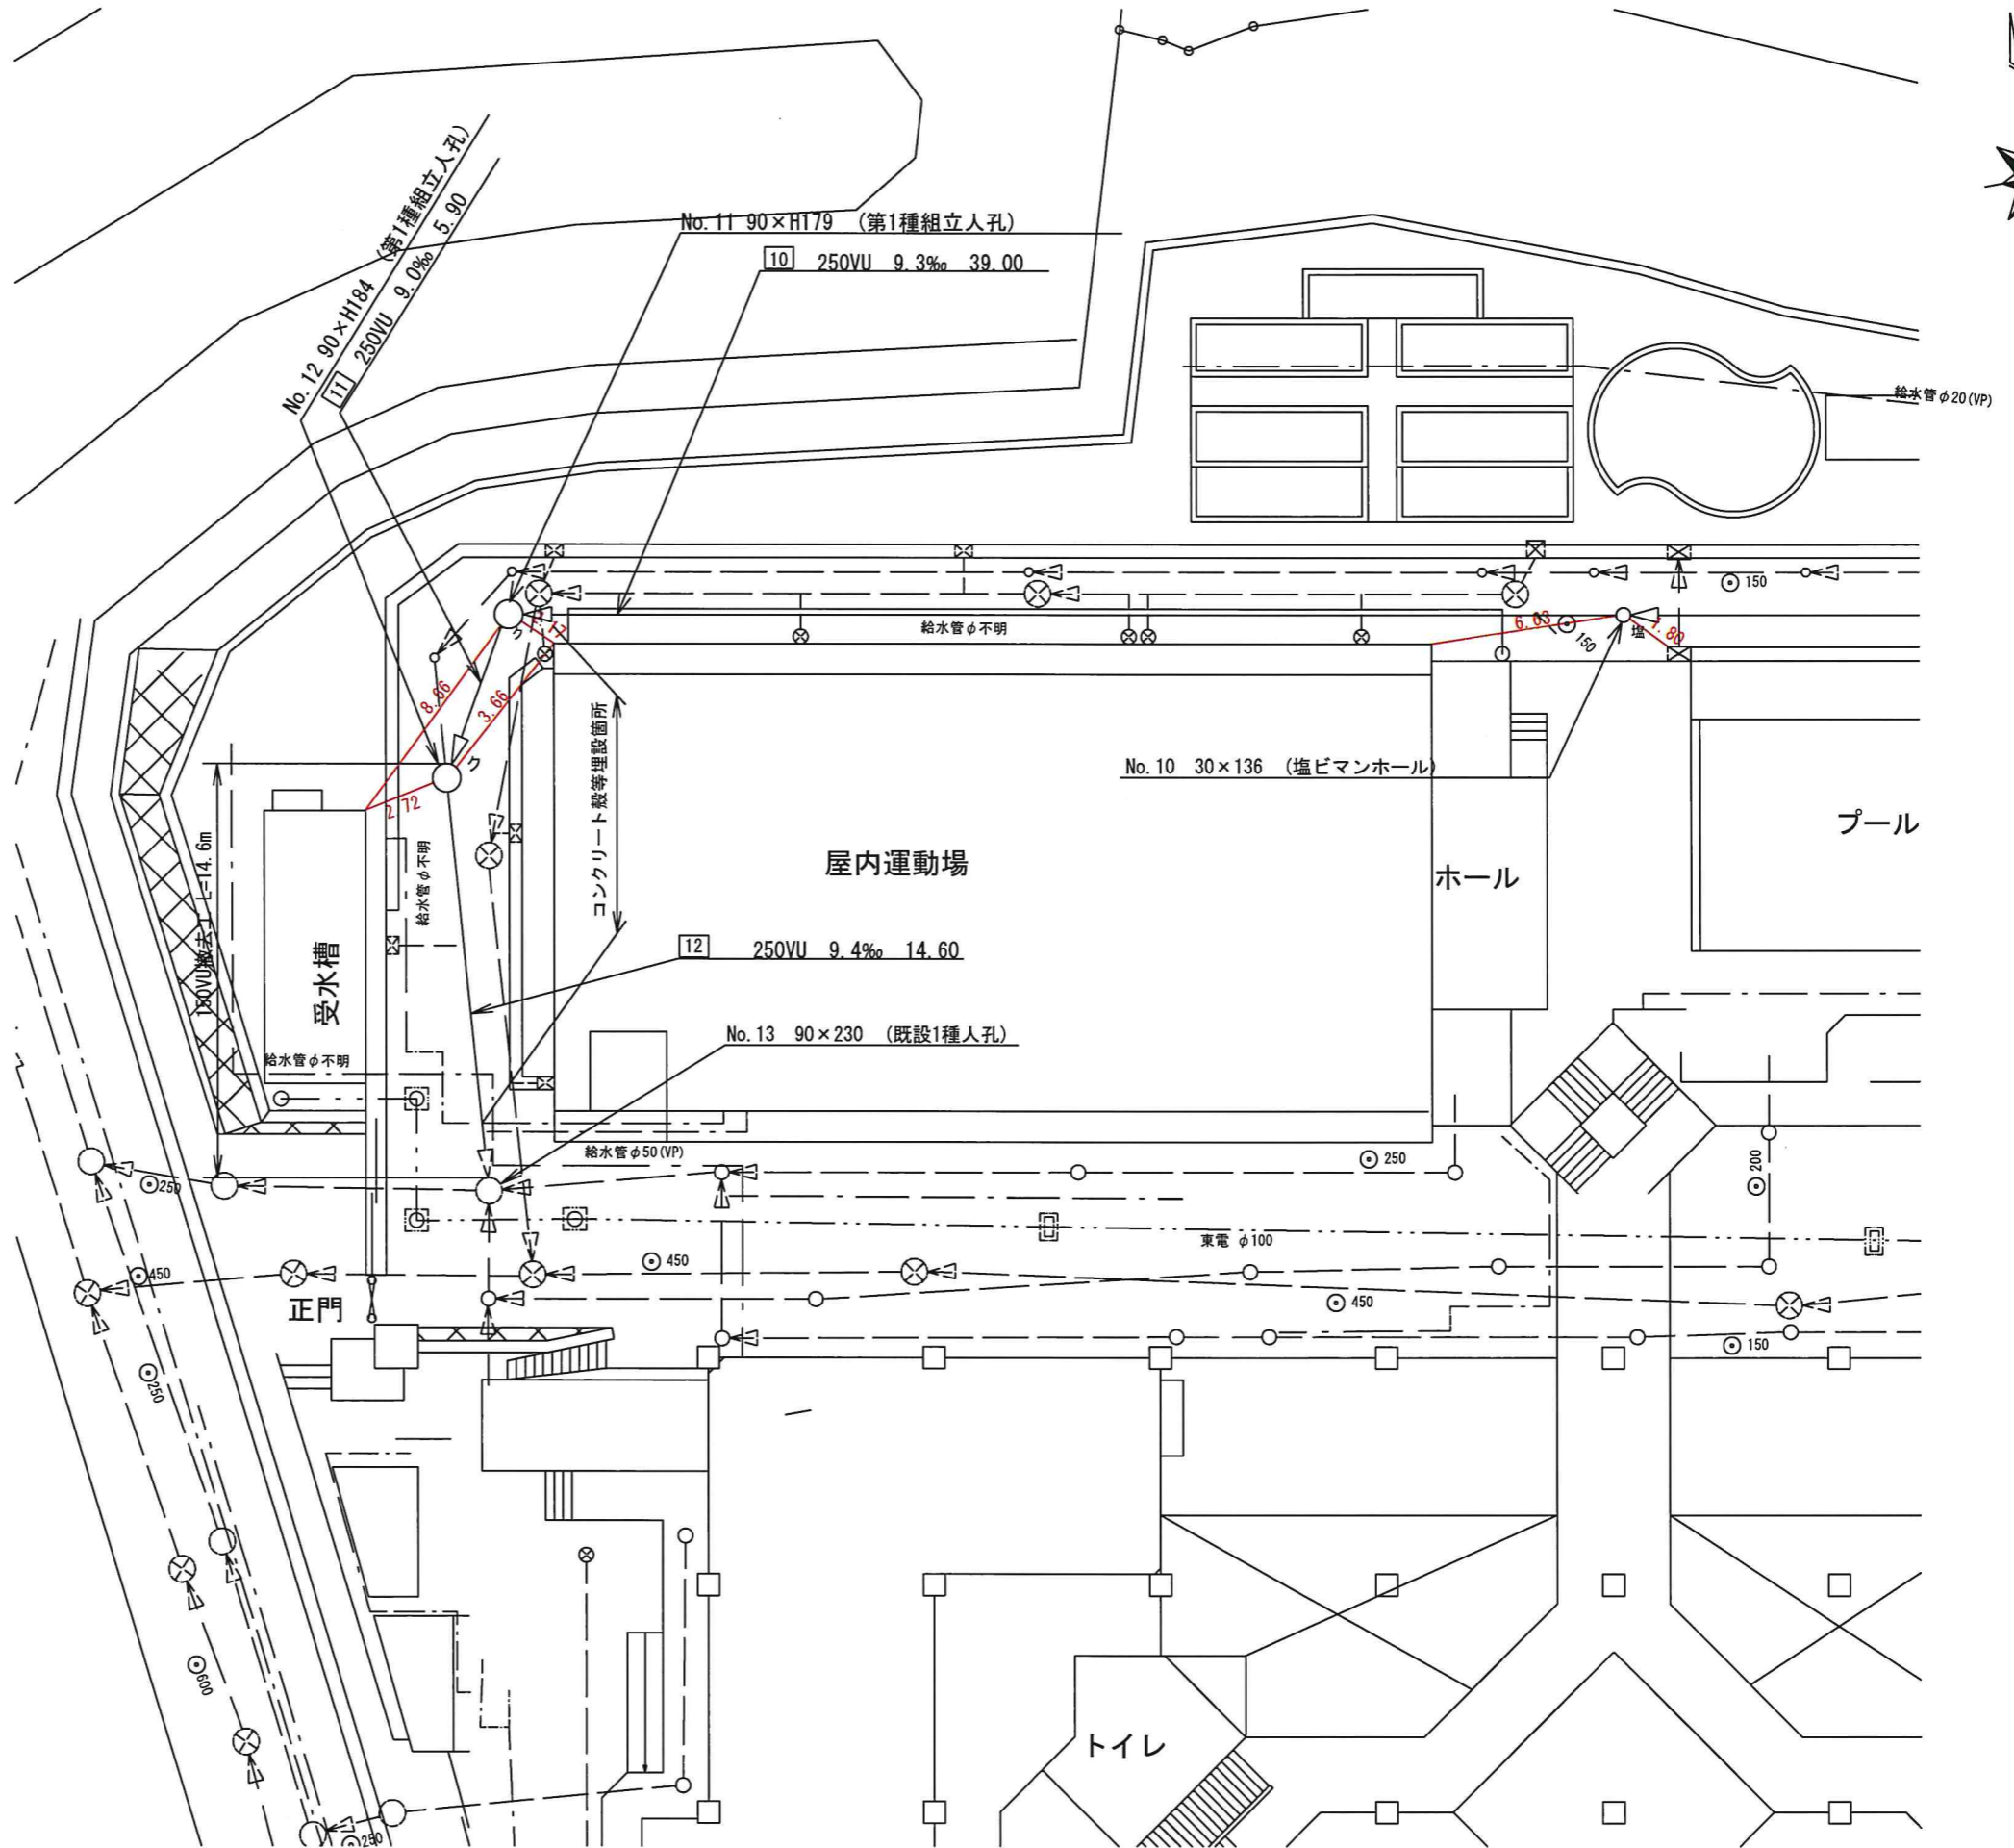 No.12 90×H184 (第1種組立人孔)
11 250VU 9.0‰ 5.90
No.11 90×H179 (第1種組立人孔)
10 250VU 9.3‰ 39.00
給水管φ20(VP)
150
給水管φ不明
6.03
150
塩
1.80
ク
8.86
3.66
ク
2.72
コンクリート殻等埋設箇所
No.10 30×136 (塩ビマンホール)
プール
屋内運動場
ホール
150VU撤去工 L=14.6m
給水管φ不明
受水槽
12 250VU 9.4‰ 14.60
No.13 90×230 (既設1種人孔)
給水管φ不明
給水管φ50(VP)
250
200
250
東電 φ100
450
450
正門
450
150
250
600
トイレ
250